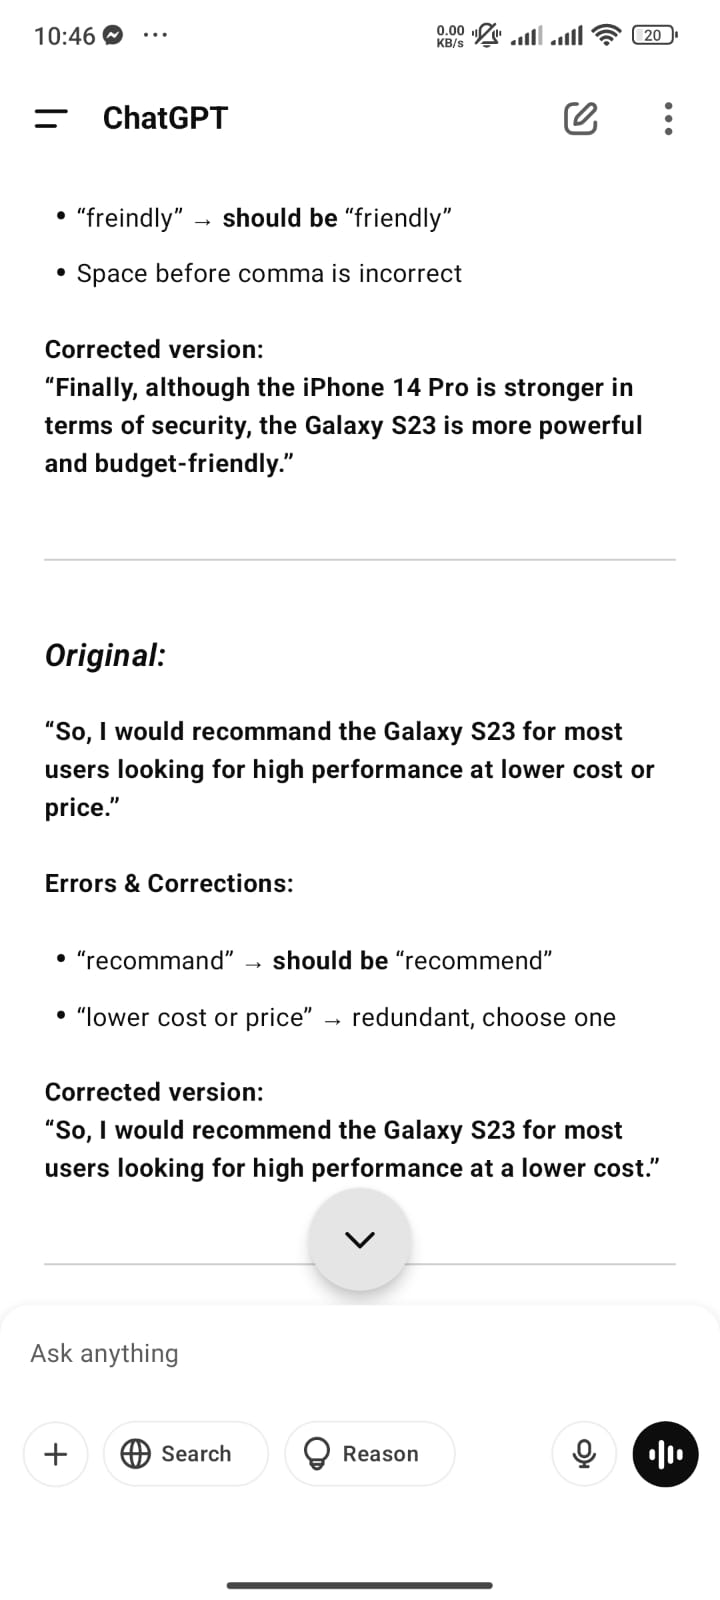 10:46 ... 0.00 KB/s 20
ChatGPT
• “freindly” → should be “friendly”
• Space before comma is incorrect
Corrected version:
“Finally, although the iPhone 14 Pro is stronger in
terms of security, the Galaxy S23 is more powerful
and budget-friendly.”
Original:
“So, I would recommand the Galaxy S23 for most
users looking for high performance at lower cost or
price.”
Errors & Corrections:
• “recommand” → should be “recommend”
• “lower cost or price” → redundant, choose one
Corrected version:
“So, I would recommend the Galaxy S23 for most
users looking for high performance at a lower cost.”
Ask anything
Search Reason